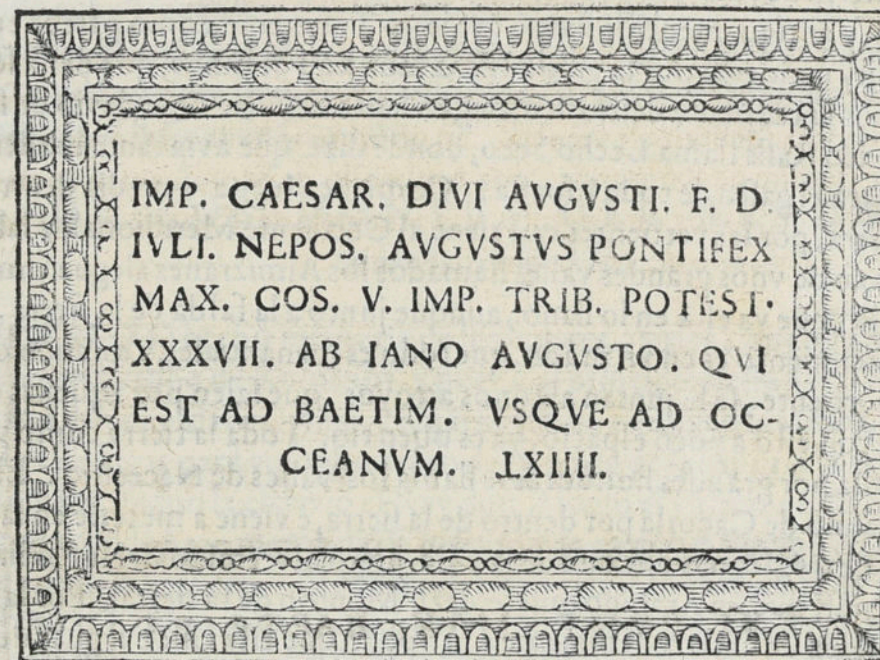 IMP. CAESAR. DIVI AVGVSTI. F. D.
IVLI. NEPOS. AVGVSTVS PONTIFEX
MAX. COS. V. IMP. TRIB. POTEST.
XXXVII. AB IANO AVGVSTO. QVI
EST AD BAETIM. VSQVE AD OC-
CEANVM. LXIIII.